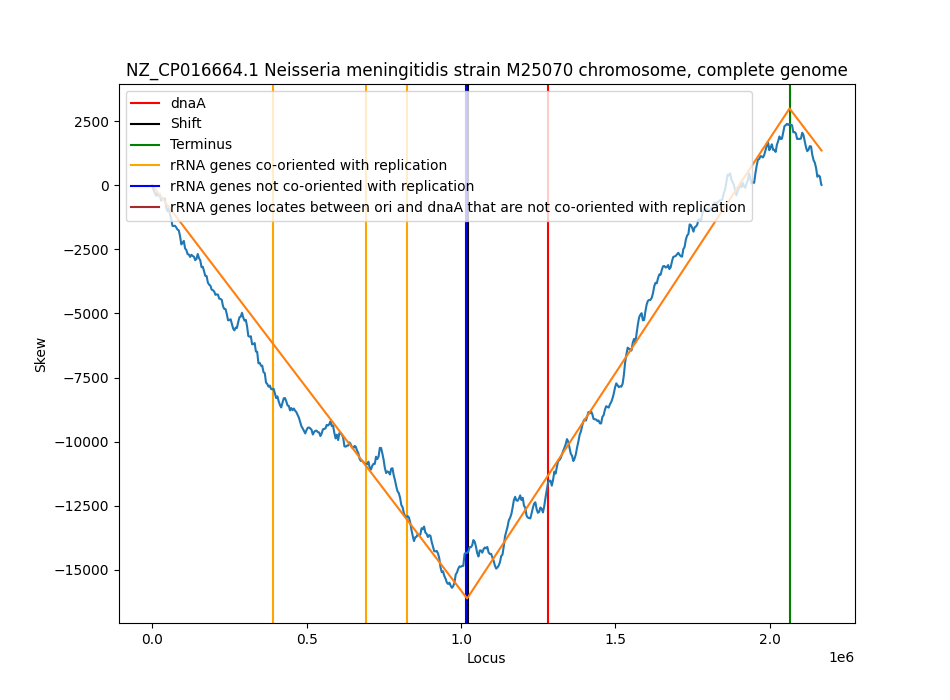 NZ_CP016664.1 Neisseria meningitidis strain M25070 chromosome, complete genome
dnaA
Shift
Terminus
rRNA genes co-oriented with replication
rRNA genes not co-oriented with replication
rRNA genes locates between ori and dnaA that are not co-oriented with replication
2500
0
−2500
−5000
−7500
−10000
−12500
−15000
Skew
0.0 0.5 1.0 1.5 2.0
1e6
Locus